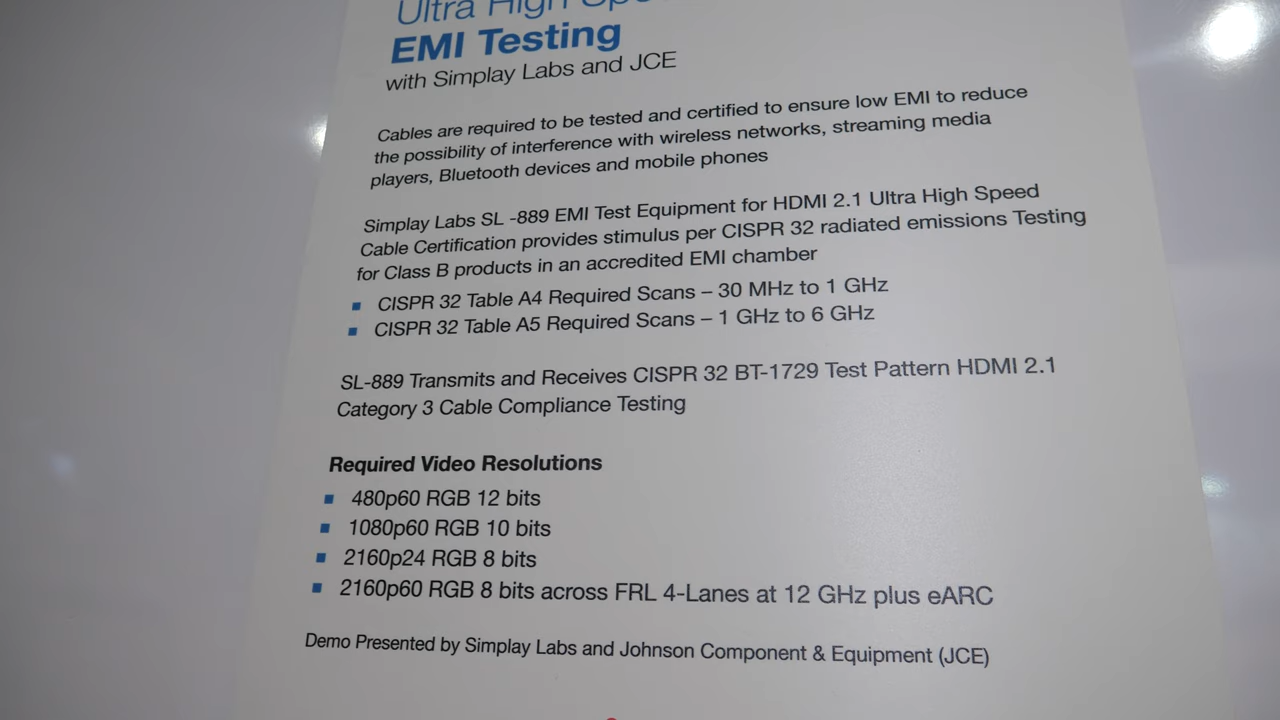 Ultra High
EMI Testing
with Simplay Labs and JCE
Cables are required to be tested and certified to ensure low EMI to reduce
the possibility of interference with wireless networks, streaming media
players, Bluetooth devices and mobile phones
Simplay Labs SL -889 EMI Test Equipment for HDMI 2.1 Ultra High Speed
Cable Certification provides stimulus per CISPR 32 radiated emissions Testing
for Class B products in an accredited EMI chamber
▪ CISPR 32 Table A4 Required Scans – 30 MHz to 1 GHz
▪ CISPR 32 Table A5 Required Scans – 1 GHz to 6 GHz
SL-889 Transmits and Receives CISPR 32 BT-1729 Test Pattern HDMI 2.1
Category 3 Cable Compliance Testing
Required Video Resolutions
▪ 480p60 RGB 12 bits
▪ 1080p60 RGB 10 bits
▪ 2160p24 RGB 8 bits
▪ 2160p60 RGB 8 bits across FRL 4-Lanes at 12 GHz plus eARC
Demo Presented by Simplay Labs and Johnson Component & Equipment (JCE)